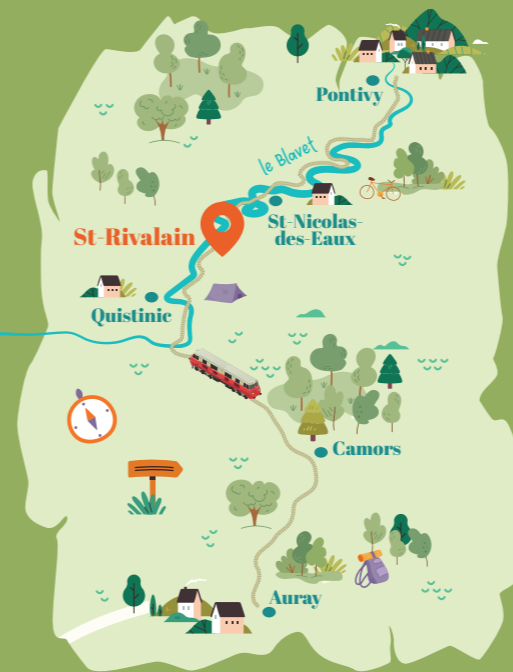 Pontivy
le Blavet
St-Nicolas-
des-Eaux
St-Rivalain
Quistinic
Camors
Auray